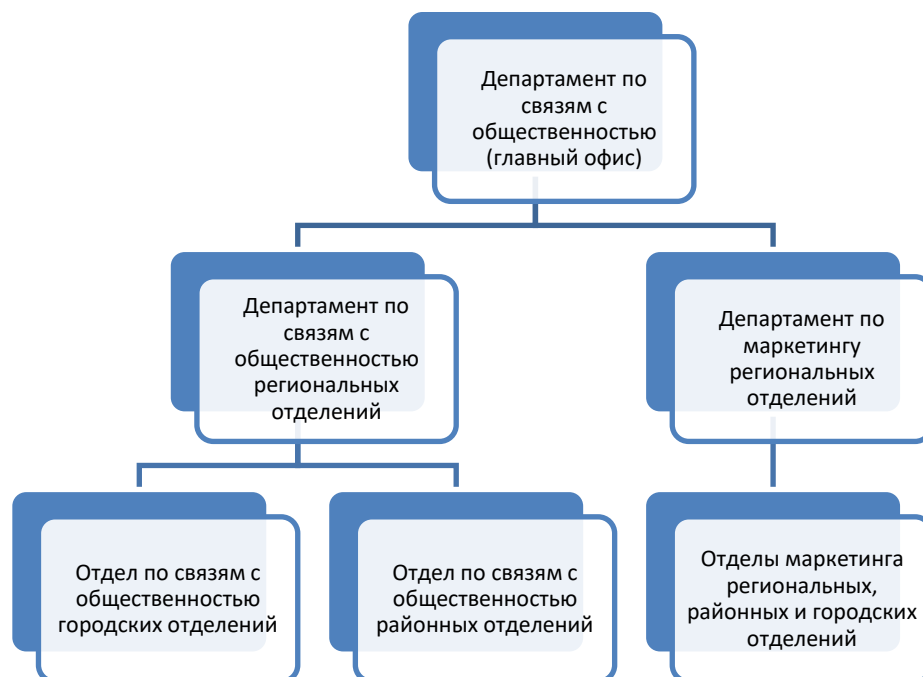 Департамент по
связям с
общественностью
(главный офис)
Департамент по
связям с
общественностью
региональных
отделений
Департамент по
маркетингу
региональных
отделений
Отдел по связям с
общественностью
городских отделений
Отдел по связям с
общественностью
районных отделений
Отделы маркетинга
региональных,
районных и городских
отделений